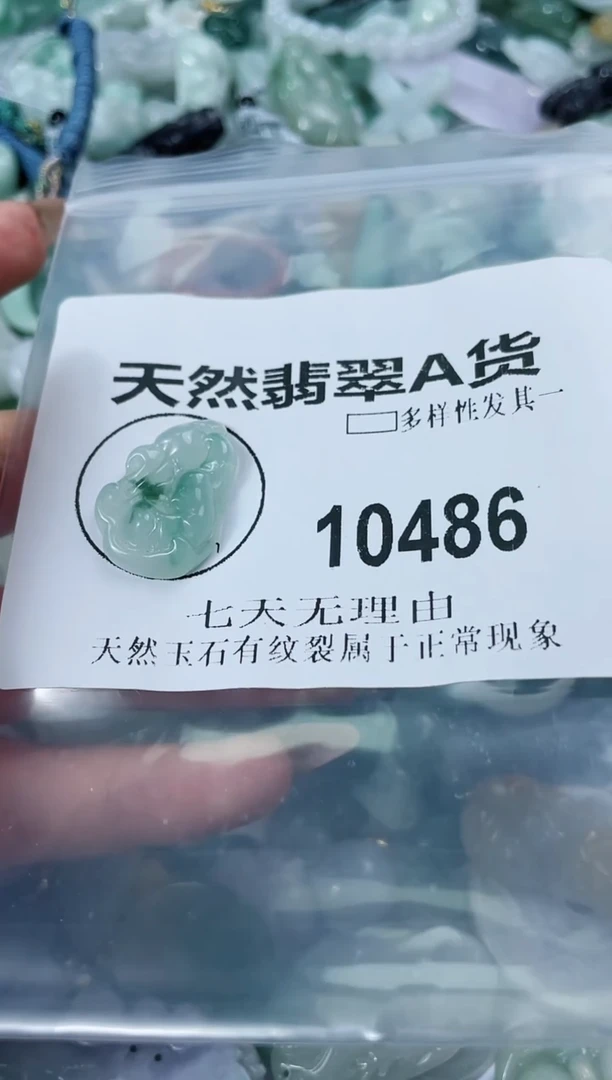 天然翡翠A货
多样性发其一
10486
七天无理由
天然玉石有纹裂属于正常现象